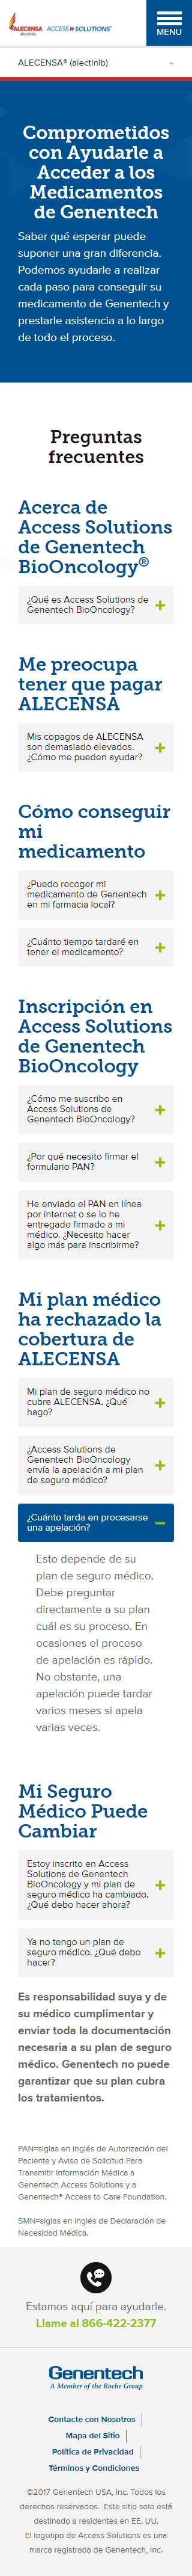 ALECENSA®
alectinib
ACCESS SOLUTIONS®
MENU
ALECENSA® (alectinib)
Comprometidos
con Ayudarle a
Acceder a los
Medicamentos
de Genentech
Saber qué esperar puede
suponer una gran diferencia.
Podemos ayudarle a realizar
cada paso para conseguir su
medicamento de Genentech y
prestarle asistencia a lo largo
de todo el proceso.
Preguntas
frecuentes
Acerca de
Access Solutions
de Genentech
BioOncology®
¿Qué es Access Solutions de
Genentech BioOncology?
Me preocupa
tener que pagar
ALECENSA
Mis copagos de ALECENSA
son demasiado elevados.
¿Cómo me pueden ayudar?
Cómo conseguir
mi
medicamento
¿Puedo recoger mi
medicamento de Genentech
en mi farmacia local?
¿Cuánto tiempo tardaré en
tener el medicamento?
Inscripción en
Access Solutions
de Genentech
BioOncology
¿Cómo me suscribo en
Access Solutions de
Genentech BioOncology?
¿Por qué necesito firmar el
formulario PAN?
He enviado el PAN en línea
por internet o se lo he
entregado firmado a mi
médico. ¿Necesito hacer
algo más para inscribirme?
Mi plan médico
ha rechazado la
cobertura de
ALECENSA
Mi plan de seguro médico no
cubre ALECENSA. ¿Qué
hago?
¿Access Solutions de
Genentech BioOncology
envía la apelación a mi plan
de seguro médico?
¿Cuánto tarda en procesarse
una apelación?
Esto depende de su
plan de seguro médico.
Debe preguntar
directamente a su plan
cuál es su proceso. En
ocasiones el proceso
de apelación es rápido.
No obstante, una
apelación puede tardar
varios meses si apela
varias veces.
Mi Seguro
Médico Puede
Cambiar
Estoy inscrito en Access
Solutions de Genentech
BioOncology y mi plan de
seguro médico ha cambiado.
¿Qué debo hacer ahora?
Ya no tengo un plan de
seguro médico. ¿Qué debo
hacer?
Es responsabilidad suya y de
su médico cumplimentar y
enviar toda la documentación
necesaria a su plan de seguro
médico. Genentech no puede
garantizar que su plan cubra
los tratamientos.
PAN=siglas en inglés de Autorización del
Paciente y Aviso de Solicitud Para
Transmitir Información Médica a
Genentech Access Solutions y a
Genentech® Access to Care Foundation.
SMN=siglas en inglés de Declaración de
Necesidad Médica.
Estamos aquí para ayudarle.
Llame al 866-422-2377
Genentech
A Member of the Roche Group
Contacte con Nosotros
Mapa del Sitio
Política de Privacidad
Términos y Condiciones
©2017 Genentech USA, Inc. Todos los
derechos reservados. Este sitio solo está
destinado a residentes en EE. UU.
El logotipo de Access Solutions es una
marca registrada de Genentech, Inc.